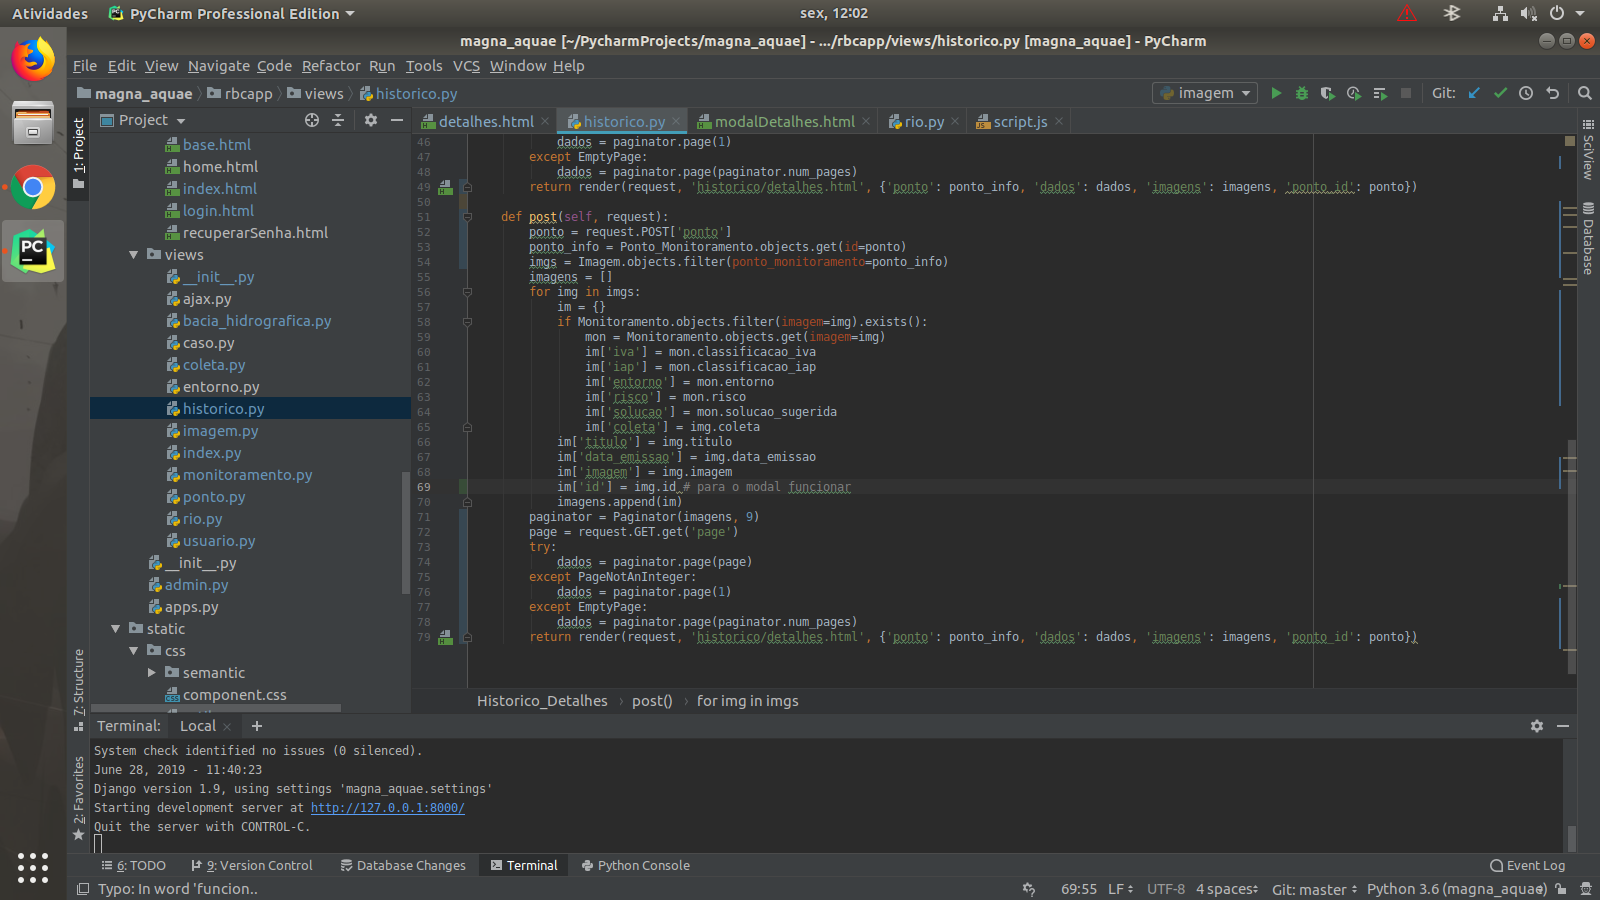 Atividades
PyCharm Professional Edition
sex, 12:02
magna_aquae [~/PycharmProjects/magna_aquae] - .../rbcapp/views/historico.py [magna_aquae] - PyCharm
File Edit View Navigate Code Refactor Run Tools VCS Window Help
magna_aquae rbcapp views historico.py
imagem
Git:
1: Project
7: Structure
2: Favorites
Project
base.html
home.html
index.html
login.html
recuperarSenha.html
views
__init__.py
ajax.py
bacia_hidrografica.py
caso.py
coleta.py
entorno.py
historico.py
imagem.py
index.py
monitoramento.py
ponto.py
rio.py
usuario.py
__init__.py
admin.py
apps.py
static
css
semantic
component.css
detalhes.html historico.py modalDetalhes.html rio.py script.js
46 dados = paginator.page(1)
47 except EmptyPage:
48 dados = paginator.page(paginator.num_pages)
49 return render(request, 'historico/detalhes.html', {'ponto': ponto_info, 'dados': dados, 'imagens': imagens, 'ponto_id': ponto})
50
51 def post(self, request):
52 ponto = request.POST['ponto']
53 ponto_info = Ponto_Monitoramento.objects.get(id=ponto)
54 imgs = Imagem.objects.filter(ponto_monitoramento=ponto_info)
55 imagens = []
56 for img in imgs:
57 im = {}
58 if Monitoramento.objects.filter(imagem=img).exists():
59 mon = Monitoramento.objects.get(imagem=img)
60 im['iva'] = mon.classificacao_iva
61 im['iap'] = mon.classificacao_iap
62 im['entorno'] = mon.entorno
63 im['risco'] = mon.risco
64 im['solucao'] = mon.solucao_sugerida
65 im['coleta'] = img.coleta
66 im['titulo'] = img.titulo
67 im['data_emissao'] = img.data_emissao
68 im['imagem'] = img.imagem
69 im['id'] = img.id # para o modal funcionar
70 imagens.append(im)
71 paginator = Paginator(imagens, 9)
72 page = request.GET.get('page')
73 try:
74 dados = paginator.page(page)
75 except PageNotAnInteger:
76 dados = paginator.page(1)
77 except EmptyPage:
78 dados = paginator.page(paginator.num_pages)
79 return render(request, 'historico/detalhes.html', {'ponto': ponto_info, 'dados': dados, 'imagens': imagens, 'ponto_id': ponto})
Historico_Detalhes post() for img in imgs
SciView
Database
Terminal: Local +
System check identified no issues (0 silenced).
June 28, 2019 - 11:40:23
Django version 1.9, using settings 'magna_aquae.settings'
Starting development server at http://127.0.0.1:8000/
Quit the server with CONTROL-C.
6: TODO 9: Version Control Database Changes Terminal Python Console Event Log
Typo: In word 'funcion..
69:55 LF UTF-8 4 spaces Git: master Python 3.6 (magna_aquae)